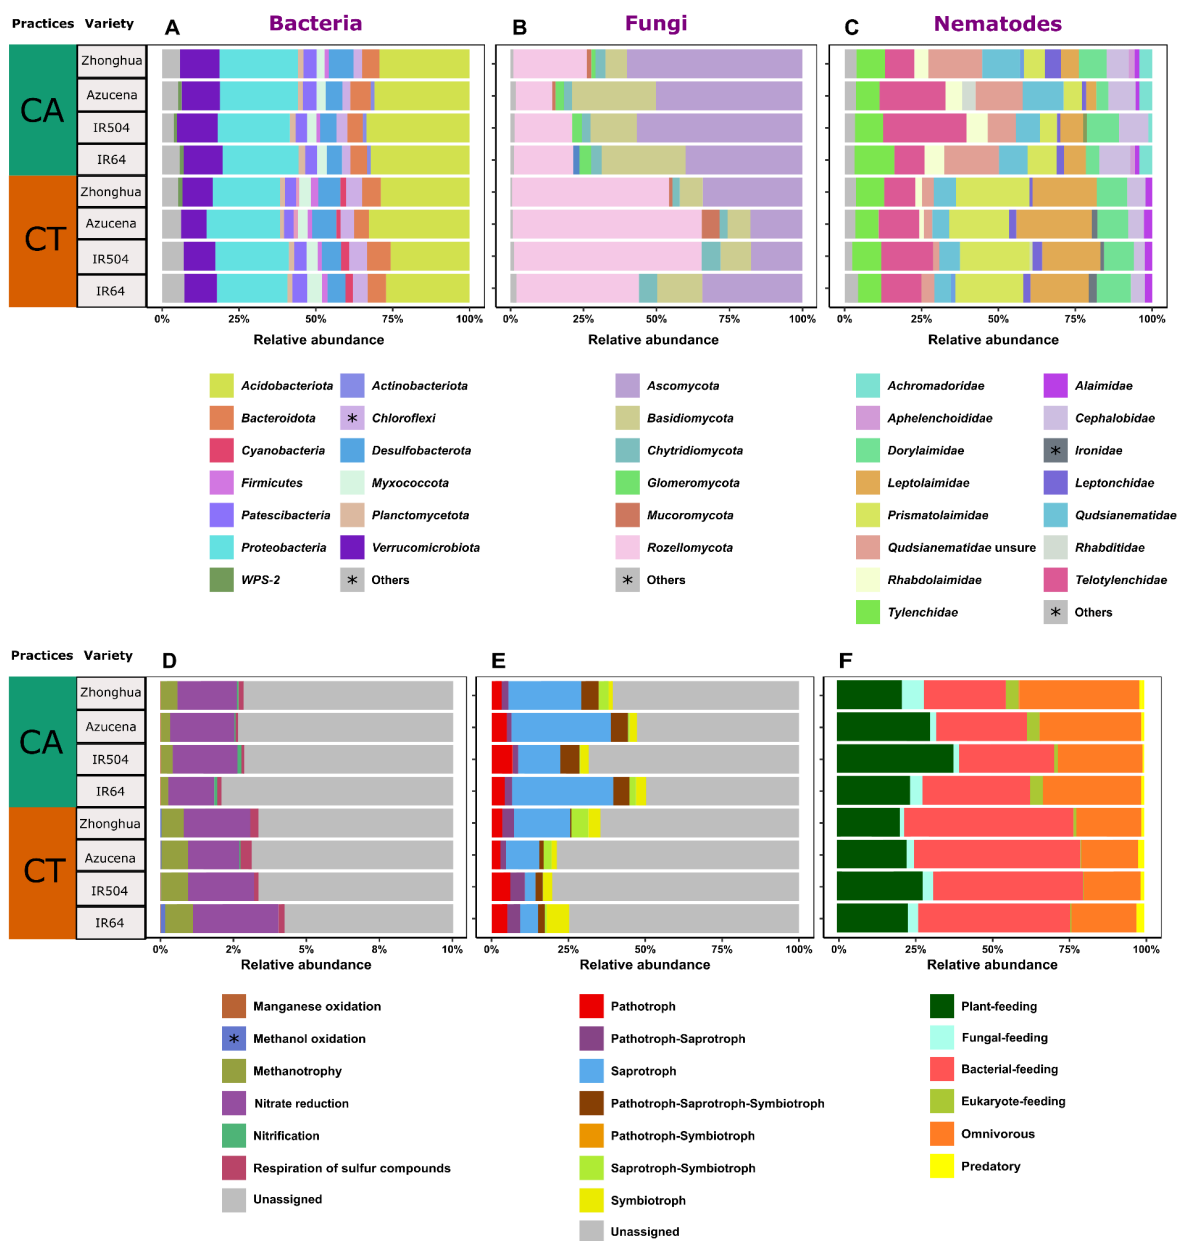 Practices Variety A Bacteria B Fungi C Nematodes
CA
Zhonghua
Azucena
IR504
IR64
CT
Zhonghua
Azucena
IR504
IR64
0% 25% 50% 75% 100% 0% 25% 50% 75% 100% 0% 25% 50% 75% 100%
Relative abundance Relative abundance Relative abundance
Acidobacteriota Actinobacteriota Ascomycota Achromadoridae Alaimidae
Bacteroidota * Chloroflexi Basidiomycota Aphelenchoididae Cephalobidae
Cyanobacteria Desulfobacterota Chytridiomycota Dorylaimidae * Ironidae
Firmicutes Myxococcota Glomeromycota Leptolaimidae Leptonchidae
Patescibacteria Planctomycetota Mucoromycota Prismatolaimidae Qudsianematidae
Proteobacteria Verrucomicrobiota Rozellomycota Qudsianematidae unsure Rhabditidae
WPS-2 * Others * Others Rhabdolaimidae Telotylenchidae
Tylenchidae * Others
Practices Variety D E F
CA
Zhonghua
Azucena
IR504
IR64
CT
Zhonghua
Azucena
IR504
IR64
0% 2% 5% 8% 10% 0% 25% 50% 75% 100% 0% 25% 50% 75% 100%
Relative abundance Relative abundance Relative abundance
Manganese oxidation Pathotroph Plant-feeding
* Methanol oxidation Pathotroph-Saprotroph Fungal-feeding
Methanotrophy Saprotroph Bacterial-feeding
Nitrate reduction Pathotroph-Saprotroph-Symbiotroph Eukaryote-feeding
Nitrification Pathotroph-Symbiotroph Omnivorous
Respiration of sulfur compounds Saprotroph-Symbiotroph Predatory
Unassigned Symbiotroph
Unassigned